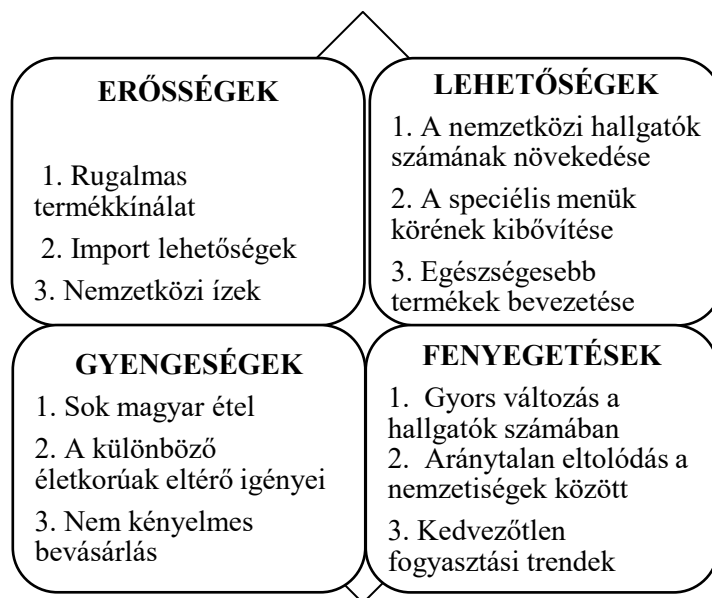 ERŐSSÉGEK
1. Rugalmas
termékkínálat
2. Import lehetőségek
3. Nemzetközi ízek
LEHETŐSÉGEK
1. A nemzetközi hallgatók
számának növekedése
2. A speciélis menük
körének kibővítése
3. Egészségesebb
termékek bevezetése
GYENGESÉGEK
1. Sok magyar étel
2. A különböző
életkorúak eltérő igényei
3. Nem kényelmes
bevásárlás
FENYEGETÉSEK
1. Gyors változás a
hallgatók számában
2. Aránytalan eltolódás a
nemzetiségek között
3. Kedvezőtlen
fogyasztási trendek